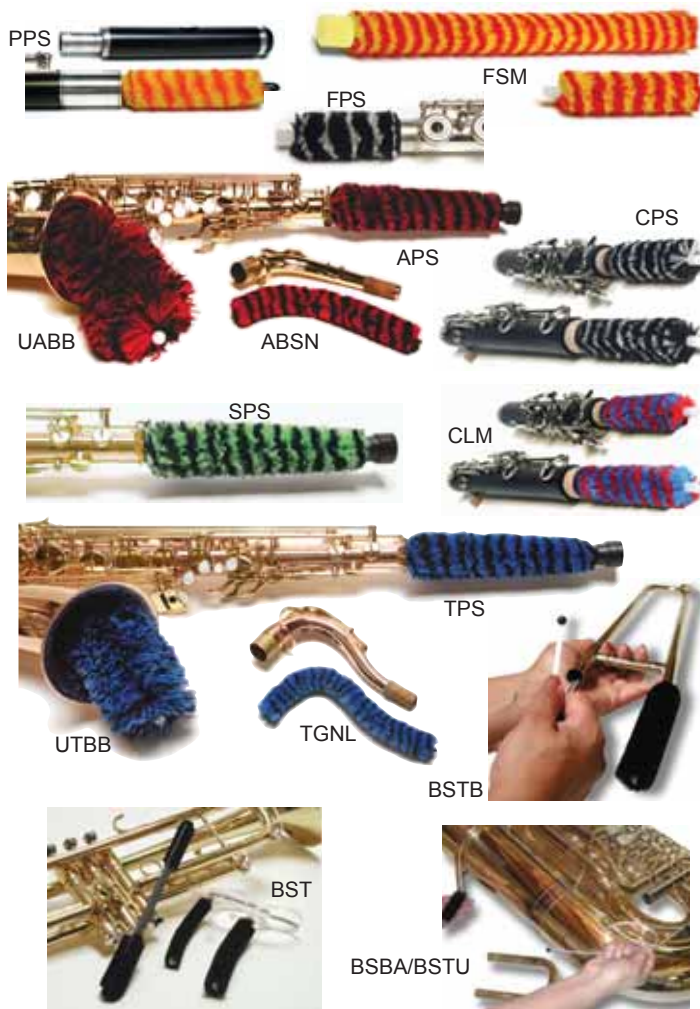 PPS
FSM
FPS
CPS
APS
UABB
ABSN
SPS
CLM
TPS
UTBB
TGNL
BSTB
BST
BSBA/BSTU